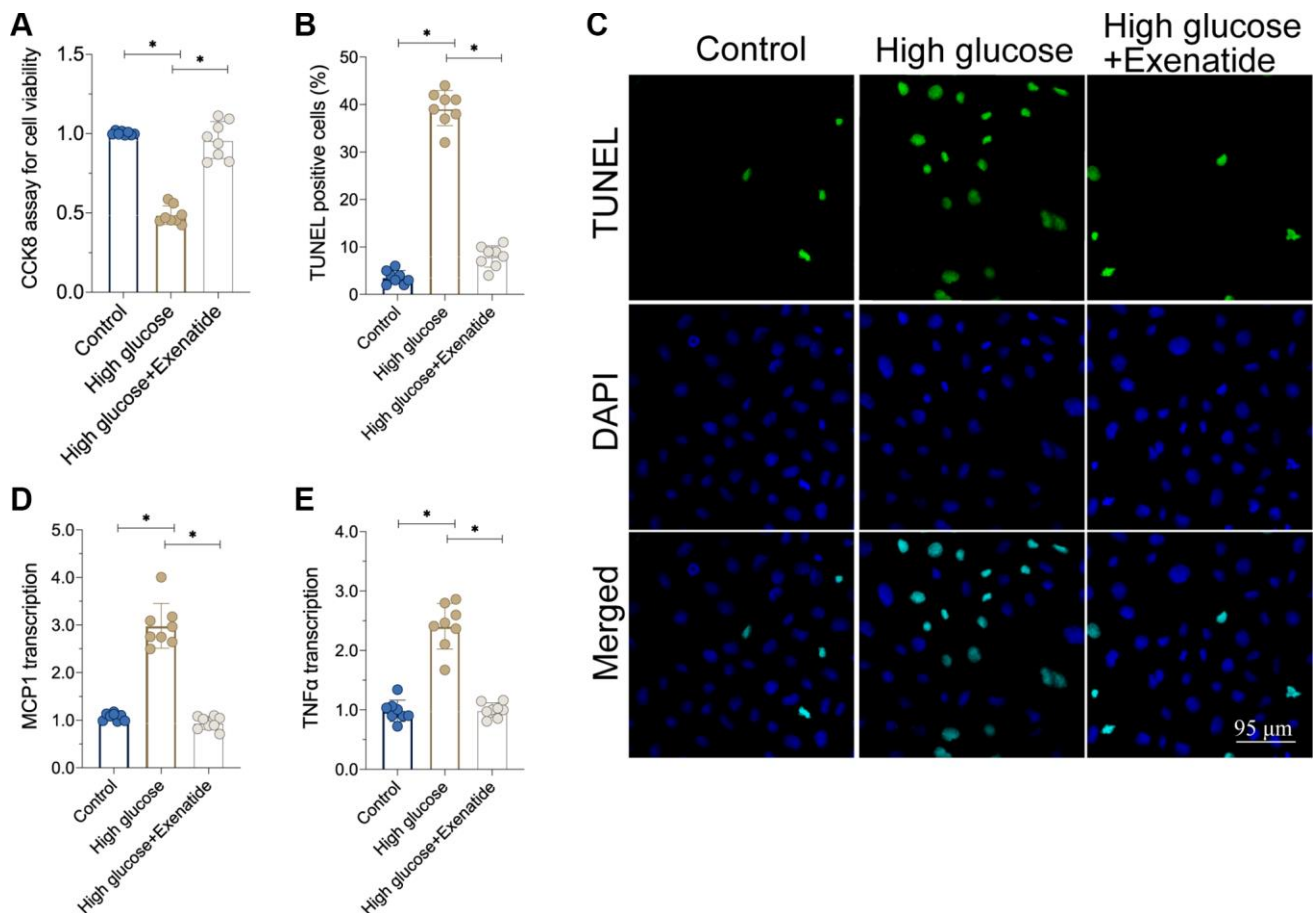 A
CCK8 assay for cell viability
1.5
1.0
0.5
0.0
*
*
Control
High glucose
High glucose+Exenatide
B
TUNEL positive cells (%)
50
40
30
20
10
0
*
*
Control
High glucose
High glucose+Exenatide
C
Control
High glucose
High glucose
+Exenatide
TUNEL
DAPI
Merged
95 μm
D
MCP1 transcription
5.0
4.0
3.0
2.0
1.0
0.0
*
*
Control
High glucose
High glucose+Exenatide
E
TNFα transcription
4.0
3.0
2.0
1.0
0.0
*
*
Control
High glucose
High glucose+Exenatide